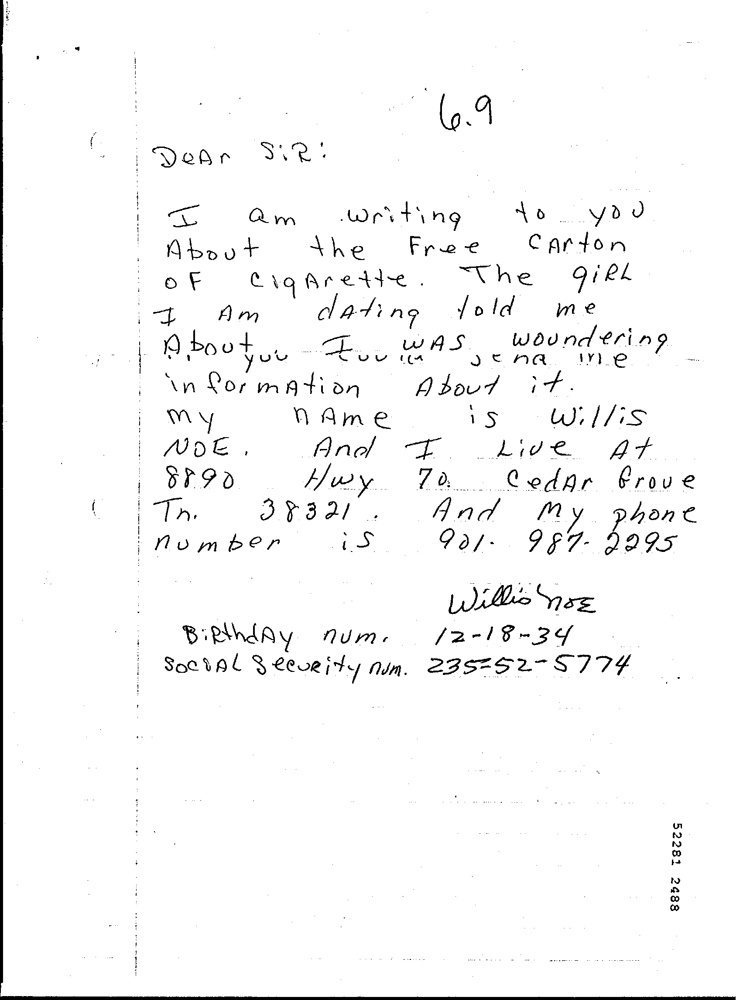 6.9
DeAr SiR:
I am writing to you
About the Free CArton
OF CigArette. The giRL
I Am dAting told me
About I WAS woundering
you send me
informAtion About it.
my nAme is Willis
NOE. And I Live At
8890 Hwy 70. CedAr Grove
Tn. 38321. And my phone
number is 901-987-2295
Willis NOE
BiRthdAy num. 12-18-34
SocsAL SecuRity num. 235-52-5774
52281 2488